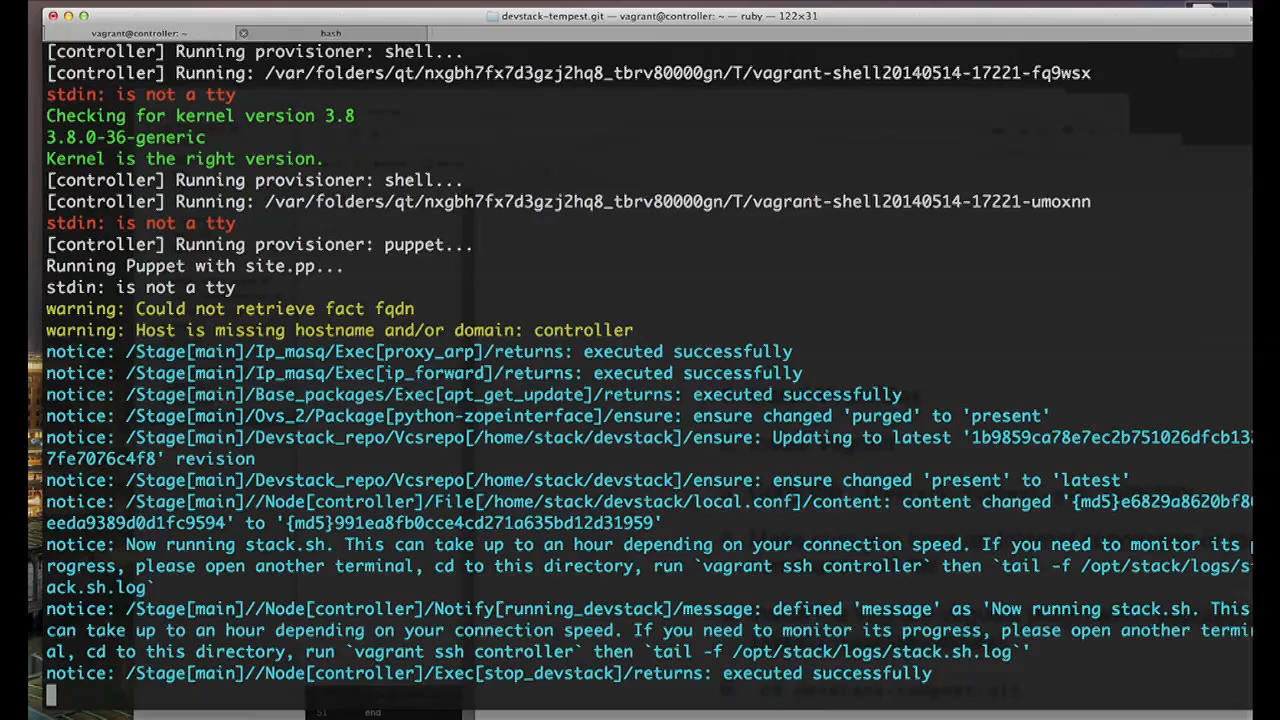 devstack-tempest.git — vagrant@controller: ~ — ruby — 122×31
vagrant@controller: ~
bash
[controller] Running provisioner: shell...
[controller] Running: /var/folders/qt/nxgbh7fx7d3gzj2hq8_tbrv80000gn/T/vagrant-shell20140514-17221-fq9wsx
stdin: is not a tty
Checking for kernel version 3.8
3.8.0-36-generic
Kernel is the right version.
[controller] Running provisioner: shell...
[controller] Running: /var/folders/qt/nxgbh7fx7d3gzj2hq8_tbrv80000gn/T/vagrant-shell20140514-17221-umoxnn
stdin: is not a tty
[controller] Running provisioner: puppet...
Running Puppet with site.pp...
stdin: is not a tty
warning: Could not retrieve fact fqdn
warning: Host is missing hostname and/or domain: controller
notice: /Stage[main]/Ip_masq/Exec[proxy_arp]/returns: executed successfully
notice: /Stage[main]/Ip_masq/Exec[ip_forward]/returns: executed successfully
notice: /Stage[main]/Base_packages/Exec[apt_get_update]/returns: executed successfully
notice: /Stage[main]/Ovs_2/Package[python-zopeinterface]/ensure: ensure changed 'purged' to 'present'
notice: /Stage[main]/Devstack_repo/Vcsrepo[/home/stack/devstack]/ensure: Updating to latest '1b9859ca78e7ec2b751026dfcb13
7fe7076c4f8' revision
notice: /Stage[main]/Devstack_repo/Vcsrepo[/home/stack/devstack]/ensure: ensure changed 'present' to 'latest'
notice: /Stage[main]//Node[controller]/File[/home/stack/devstack/local.conf]/content: content changed '{md5}e6829a8620bf8
eeda9389d0d1fc9594' to '{md5}991ea8fb0cce4cd271a635bd12d31959'
notice: Now running stack.sh. This can take up to an hour depending on your connection speed. If you need to monitor its p
rogress, please open another terminal, cd to this directory, run `vagrant ssh controller` then `tail -f /opt/stack/logs/st
ack.sh.log`
notice: /Stage[main]//Node[controller]/Notify[running_devstack]/message: defined 'message' as 'Now running stack.sh. This
can take up to an hour depending on your connection speed. If you need to monitor its progress, please open another termin
al, cd to this directory, run `vagrant ssh controller` then `tail -f /opt/stack/logs/stack.sh.log`'
notice: /Stage[main]//Node[controller]/Exec[stop_devstack]/returns: executed successfully
51 end